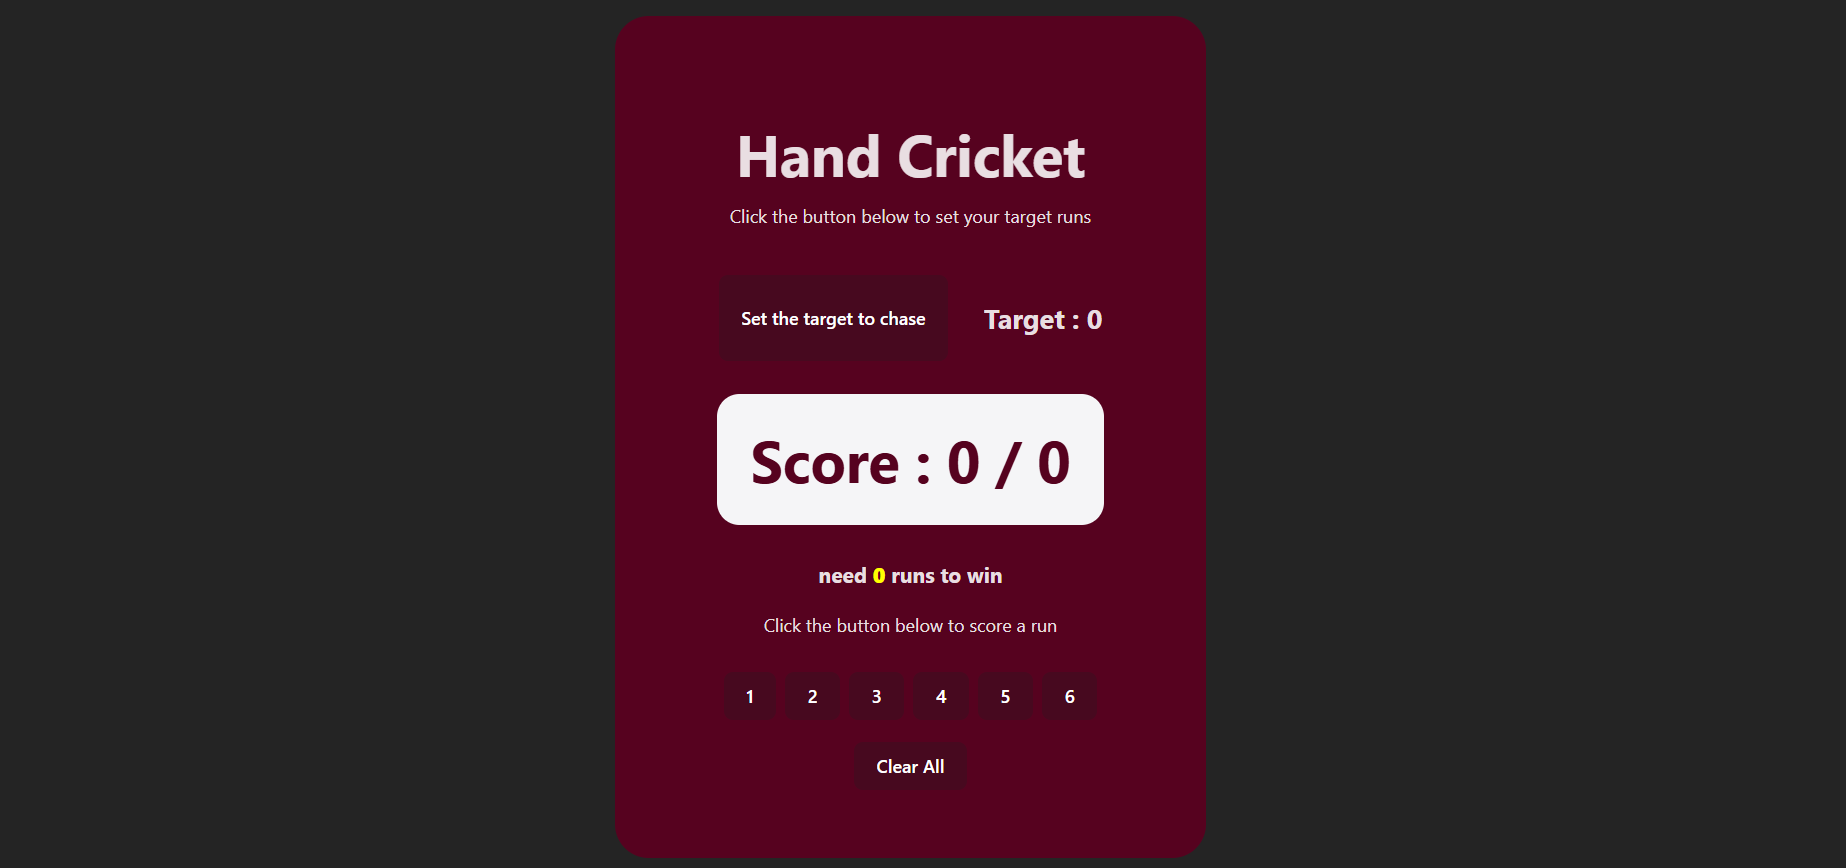 Hand Cricket
Click the button below to set your target runs
Set the target to chase
Target : 0
Score : 0 / 0
need 0 runs to win
Click the button below to score a run
1 2 3 4 5 6
Clear All